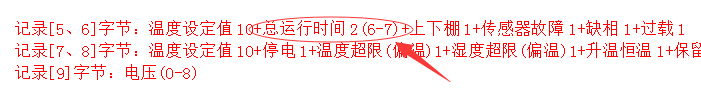 记录[5、6]字节：温度设定值10+总运行时间2(6-7)+上下棚1+传感器故障1+缺相1+过载1
记录[7、8]字节：温度设定值10+停电1+温度超限(偏温)1+湿度超限(偏温)1+升温恒温1+保留
记录[9]字节：电压(0-8)